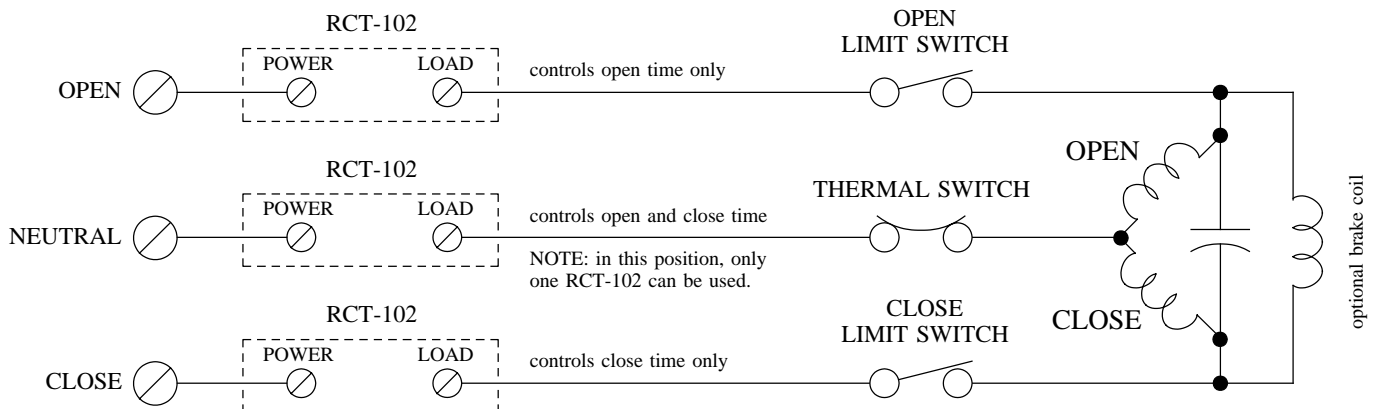 RCT-102
OPEN
LIMIT SWITCH
POWER
LOAD
controls open time only
OPEN
RCT-102
OPEN
THERMAL SWITCH
POWER
LOAD
controls open and close time
NEUTRAL
NOTE: in this position, only
one RCT-102 can be used.
optional brake coil
RCT-102
CLOSE
LIMIT SWITCH
CLOSE
POWER
LOAD
controls close time only
CLOSE